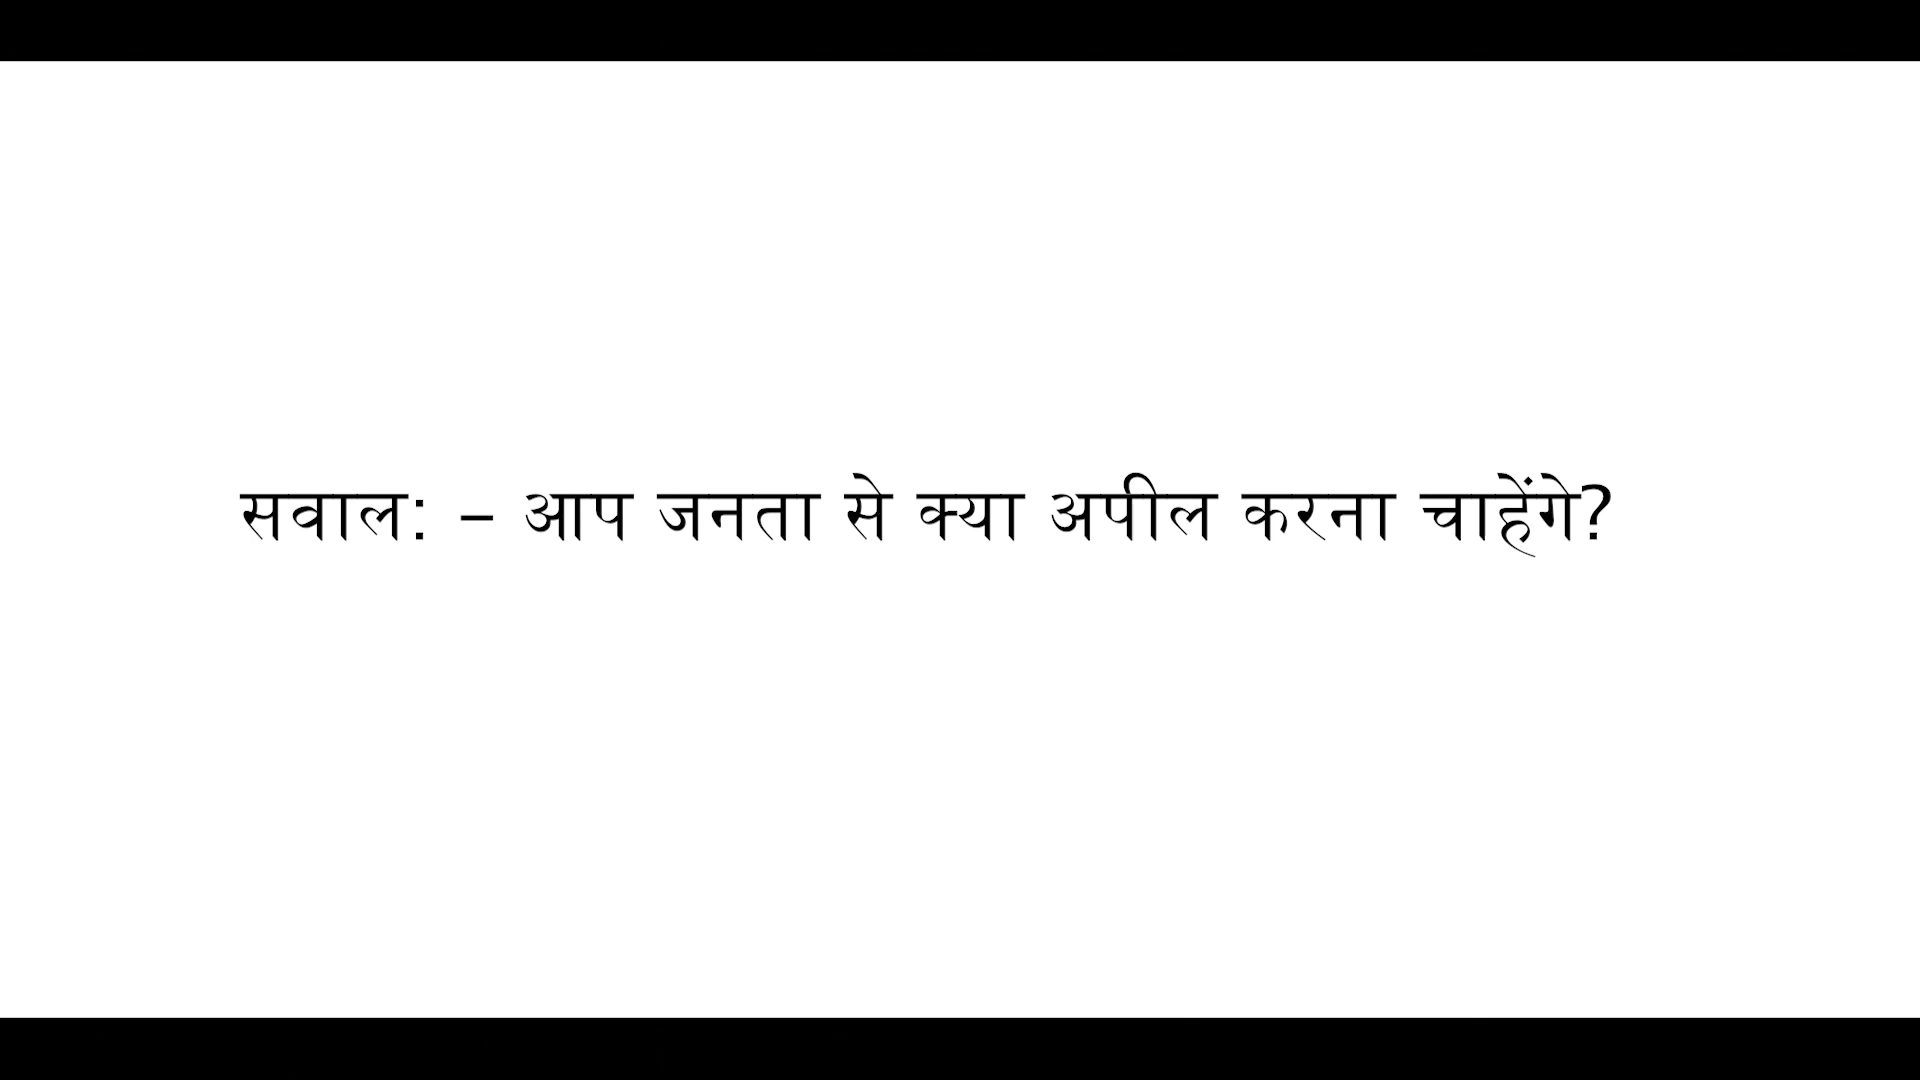 सवाल: – आप जनता से क्या अपील करना चाहेंगे?